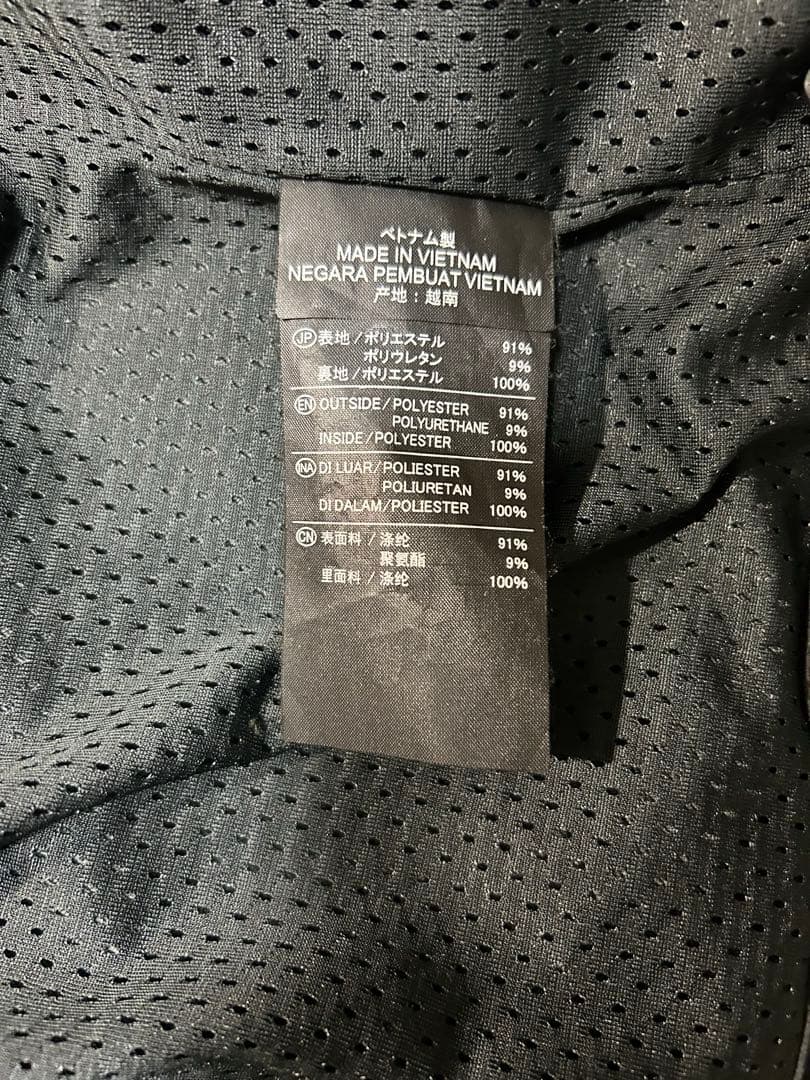 ベトナム製
MADE IN VIETNAM
NEGARA PEMBUAT VIETNAM
产地：越南
JP 表地/ポリエステル 91%
ポリウレタン 9%
裏地/ポリエステル 100%
EN OUTSIDE/POLYESTER 91%
POLYURETHANE 9%
INSIDE/POLYESTER 100%
INA DI LUAR/POLIESTER 91%
POLIURETAN 9%
DI DALAM/POLIESTER 100%
CN 表面料/涤纶 91%
聚氨酯 9%
里面料/涤纶 100%